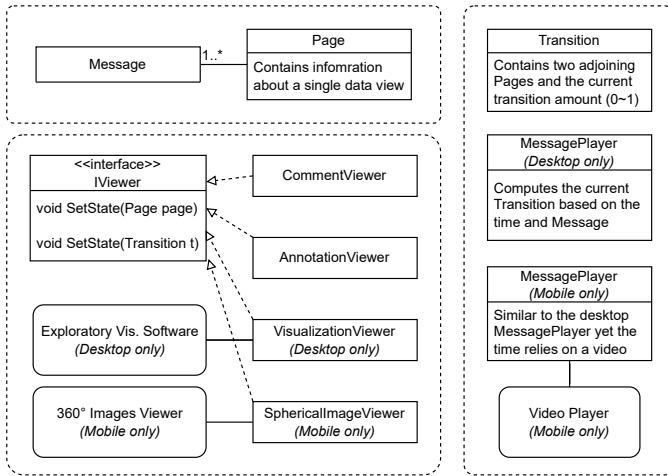 Message
1..*
Page
Contains infomration
about a single data view
<<interface>>
IViewer
void SetState(Page page)
void SetState(Transition t)
CommentViewer
AnnotationViewer
Exploratory Vis. Software
(Desktop only)
VisualizationViewer
(Desktop only)
360° Images Viewer
(Mobile only)
SphericalImageViewer
(Mobile only)
Transition
Contains two adjoining
Pages and the current
transition amount (0~1)
MessagePlayer
(Desktop only)
Computes the current
Transition based on the
time and Message
MessagePlayer
(Mobile only)
Similar to the desktop
MessagePlayer yet the
time relies on a video
Video Player
(Mobile only)